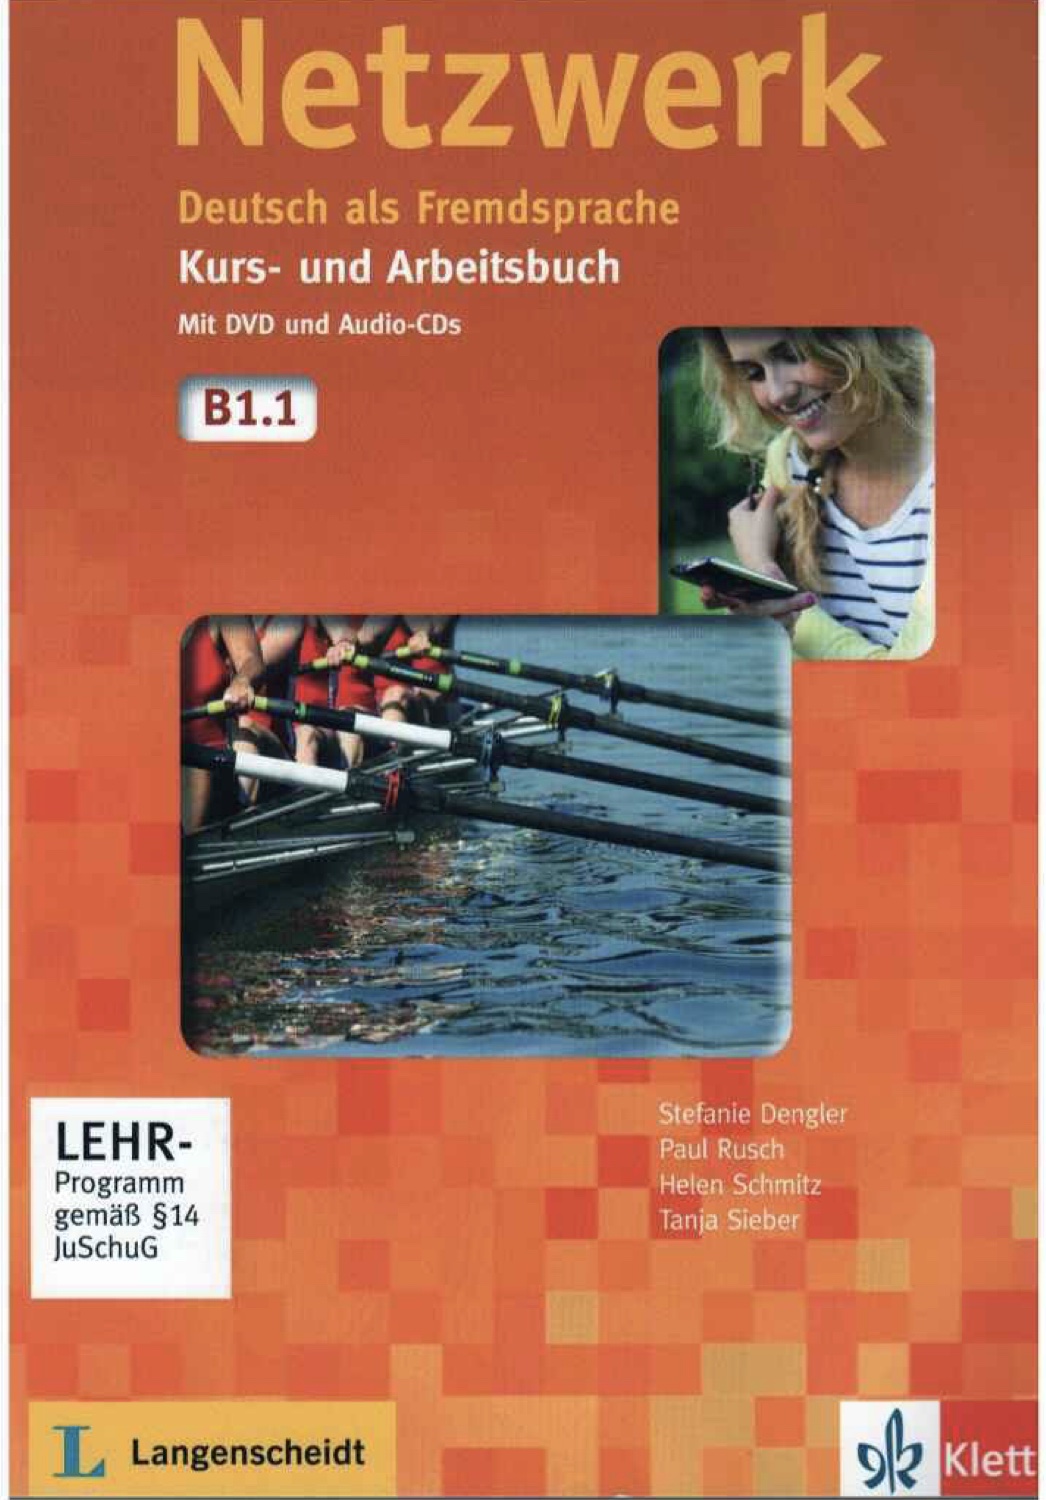 Netzwerk
Deutsch als Fremdsprache
Kurs- und Arbeitsbuch
Mit DVD und Audio-CDs
B1.1
Stefanie Dengler
Paul Rusch
Helen Schmitz
Tanja Sieber
LEHR-
Programm
gemäß §14
JuSchuG
L Langenscheidt
Klett